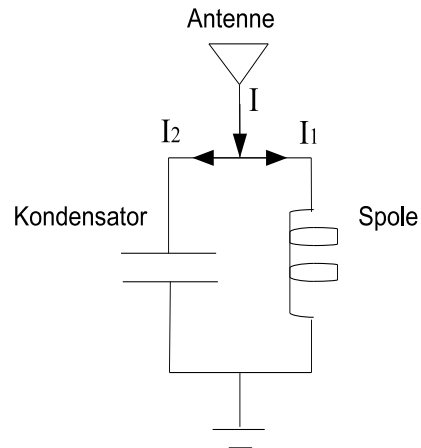 Antenne
I
I2
I1
Kondensator
Spole